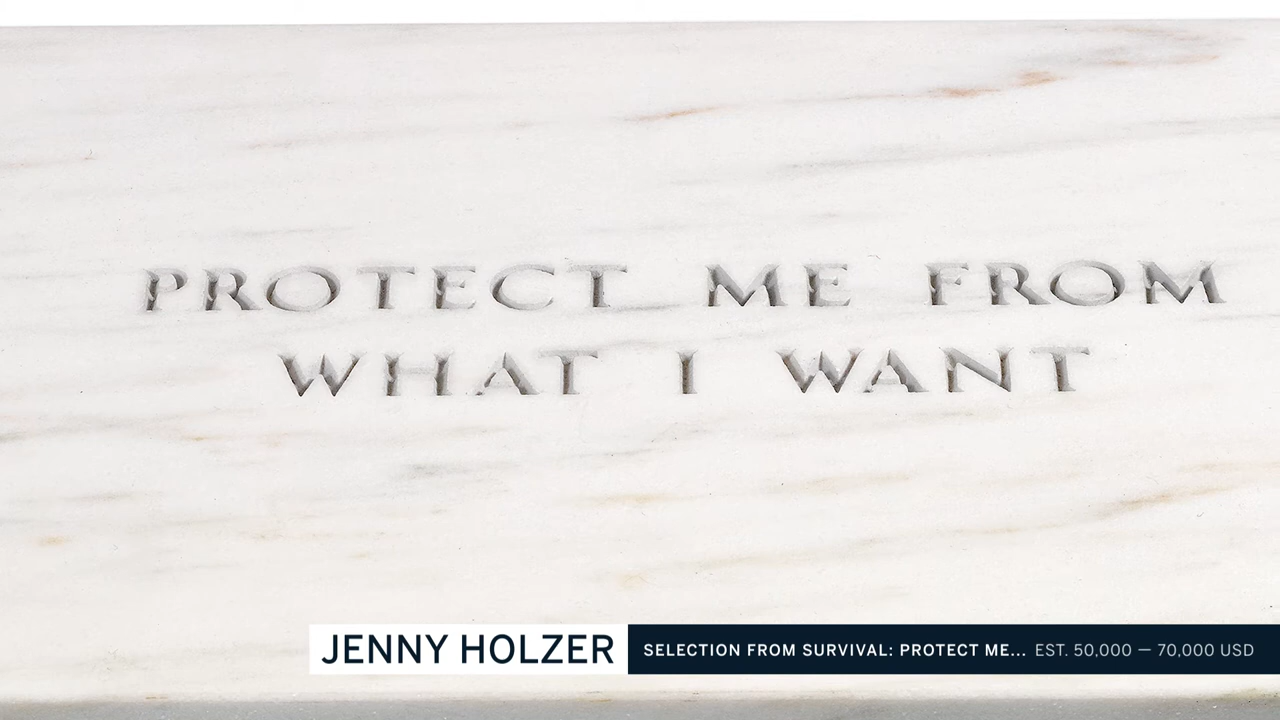 PROTECT ME FROM
WHAT I WANT
JENNY HOLZER
SELECTION FROM SURVIVAL: PROTECT ME... EST. 50,000 — 70,000 USD